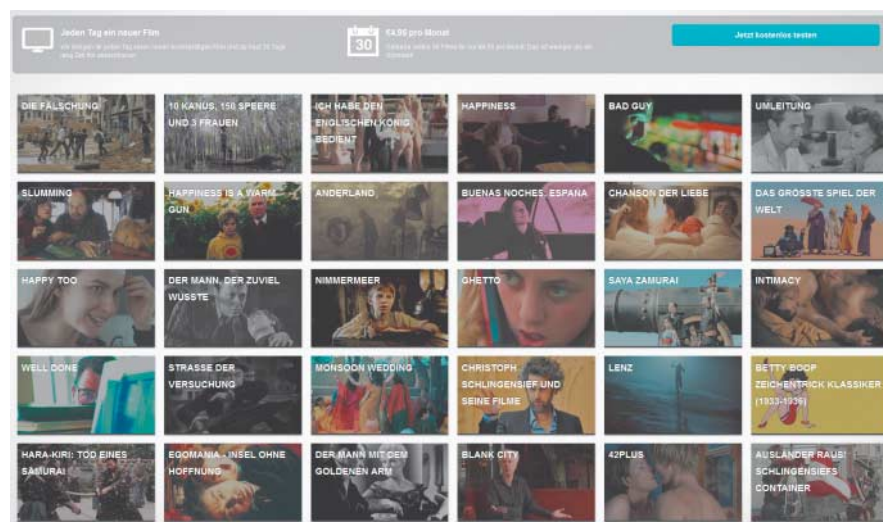 Jeden Tag ein neuer Film
€4.99 pro Monat
30
Jetzt kostenlos testen
DIE FÄLSCHUNG
10 KANUS, 150 SPEERE
UND 3 FRAUEN
ICH HABE DEN
ENGLISCHEN KÖNIG
BEDIENT
HAPPINESS
BAD GUY
UMLEITUNG
SLUMMING
HAPPINESS IS A WARM
GUN
ANDERLAND
BUENAS NOCHES, ESPAÑA
CHANSON DER LIEBE
DAS GRÖSSTE SPIEL DER
WELT
HAPPY TOO
DER MANN, DER ZUVIEL
WUSSTE
NIMMERMEER
GHETTO
SAYA ZAMURAI
INTIMACY
WELL DONE
STRASSE DER
VERSUCHUNG
MONSOON WEDDING
CHRISTOPH
SCHLINGENSIEF UND
SEINE FILME
LENZ
BETTY BOOP
ZEICHENTRICK KLASSIKER
(1933-1936)
HARA-KIRI: TOD EINES
SAMURAI
EGOMANIA - INSEL OHNE
HOFFNUNG
DER MANN MIT DEM
GOLDENEN ARM
BLANK CITY
42PLUS
AUSLÄNDER RAUS!
SCHLINGENSIEFS
CONTAINER